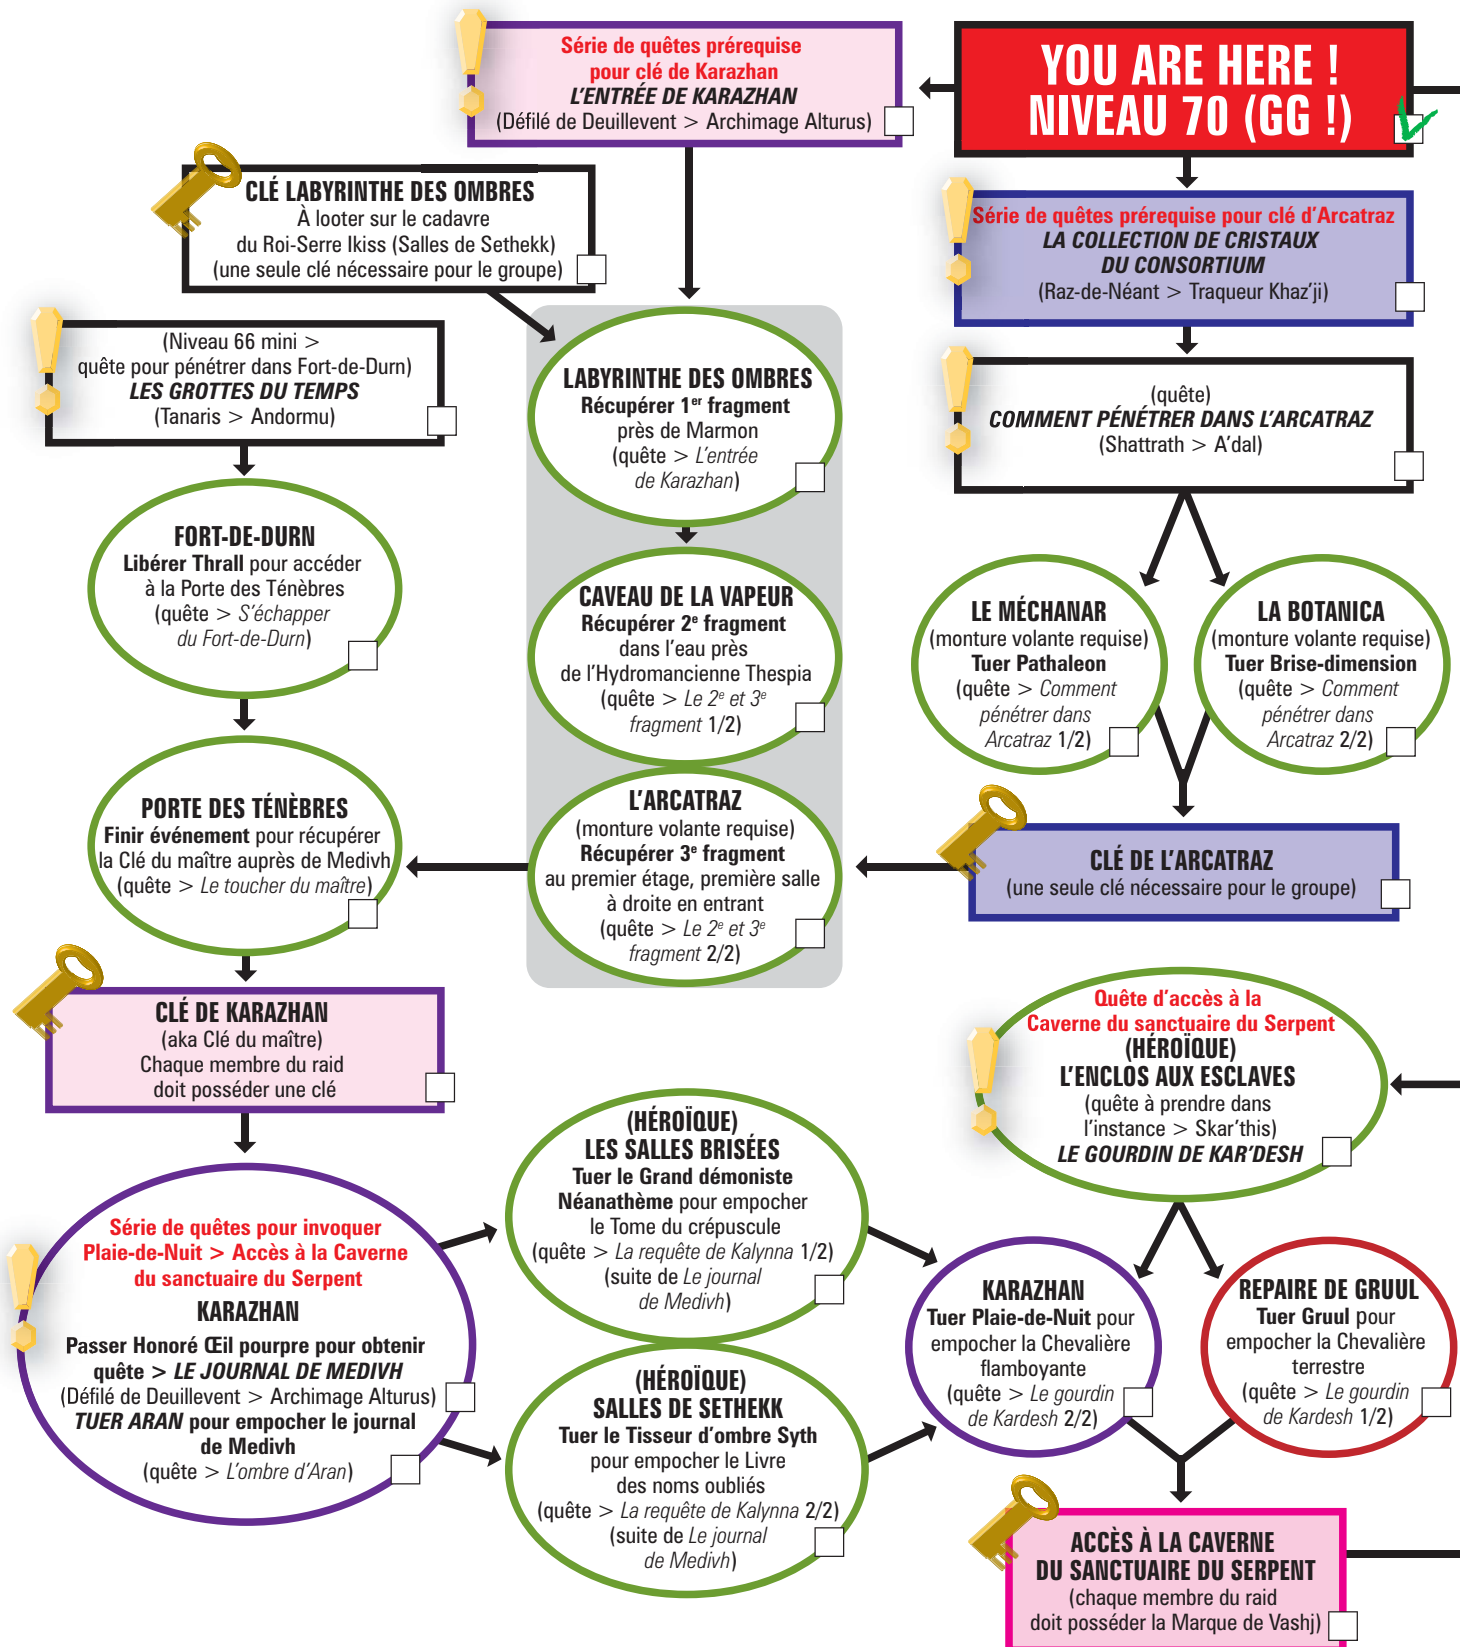 Série de quêtes prérequise
pour clé de Karazhan
L'ENTRÉE DE KARAZHAN
(Défilé de Deuillevent > Archimage Alturus)
YOU ARE HERE !
NIVEAU 70 (GG !)
CLÉ LABYRINTHE DES OMBRES
À looter sur le cadavre
du Roi-Serre Ikiss (Salles de Sethekk)
(une seule clé nécessaire pour le groupe)
Série de quêtes prérequise pour clé d'Arcatraz
LA COLLECTION DE CRISTAUX
DU CONSORTIUM
(Raz-de-Néant > Traqueur Khaz'ji)
(Niveau 66 mini >
quête pour pénétrer dans Fort-de-Durn)
LES GROTTES DU TEMPS
(Tanaris > Andormu)
LABYRINTHE DES OMBRES
Récupérer 1er fragment
près de Marmon
(quête > L'entrée
de Karazhan)
(quête)
COMMENT PÉNÉTRER DANS L'ARCATRAZ
(Shattrath > A'dal)
FORT-DE-DURN
Libérer Thrall pour accéder
à la Porte des Ténèbres
(quête > S'échapper
du Fort-de-Durn)
CAVEAU DE LA VAPEUR
Récupérer 2e fragment
dans l'eau près
de l'Hydromancienne Thespia
(quête > Le 2e et 3e
fragment 1/2)
LE MÉCHANAR
(monture volante requise)
Tuer Pathaleon
(quête > Comment
pénétrer dans
Arcatraz 1/2)
LA BOTANICA
(monture volante requise)
Tuer Brise-dimension
(quête > Comment
pénétrer dans
Arcatraz 2/2)
PORTE DES TÉNÈBRES
Finir événement pour récupérer
la Clé du maître auprès de Medivh
(quête > Le toucher du maître)
L'ARCATRAZ
(monture volante requise)
Récupérer 3e fragment
au premier étage, première salle
à droite en entrant
(quête > Le 2e et 3e
fragment 2/2)
CLÉ DE L'ARCATRAZ
(une seule clé nécessaire pour le groupe)
CLÉ DE KARAZHAN
(aka Clé du maître)
Chaque membre du raid
doit posséder une clé
Quête d'accès à la
Caverne du sanctuaire du Serpent
(HÉROÏQUE)
L'ENCLOS AUX ESCLAVES
(quête à prendre dans
l'instance > Skar'this)
LE GOURDIN DE KAR'DESH
Série de quêtes pour invoquer
Plaie-de-Nuit > Accès à la Caverne
du sanctuaire du Serpent
KARAZHAN
Passer Honoré Œil pourpre pour obtenir
quête > LE JOURNAL DE MEDIVH
(Défilé de Deuillevent > Archimage Alturus)
TUER ARAN pour empocher le journal
de Medivh
(quête > L'ombre d'Aran)
(HÉROÏQUE)
LES SALLES BRISÉES
Tuer le Grand démoniste
Néanathème pour empocher
le Tome du crépuscule
(quête > La requête de Kalynna 1/2)
(suite de Le journal
de Medivh)
(HÉROÏQUE)
SALLES DE SETHEKK
Tuer le Tisseur d'ombre Syth
pour empocher le Livre
des noms oubliés
(quête > La requête de Kalynna 2/2)
(suite de Le journal
de Medivh)
KARAZHAN
Tuer Plaie-de-Nuit pour
empocher la Chevalière
flamboyante
(quête > Le gourdin
de Kardesh 2/2)
REPAIRE DE GRUUL
Tuer Gruul pour
empocher la Chevalière
terrestre
(quête > Le gourdin
de Kardesh 1/2)
ACCÈS À LA CAVERNE
DU SANCTUAIRE DU SERPENT
(chaque membre du raid
doit posséder la Marque de Vashj)